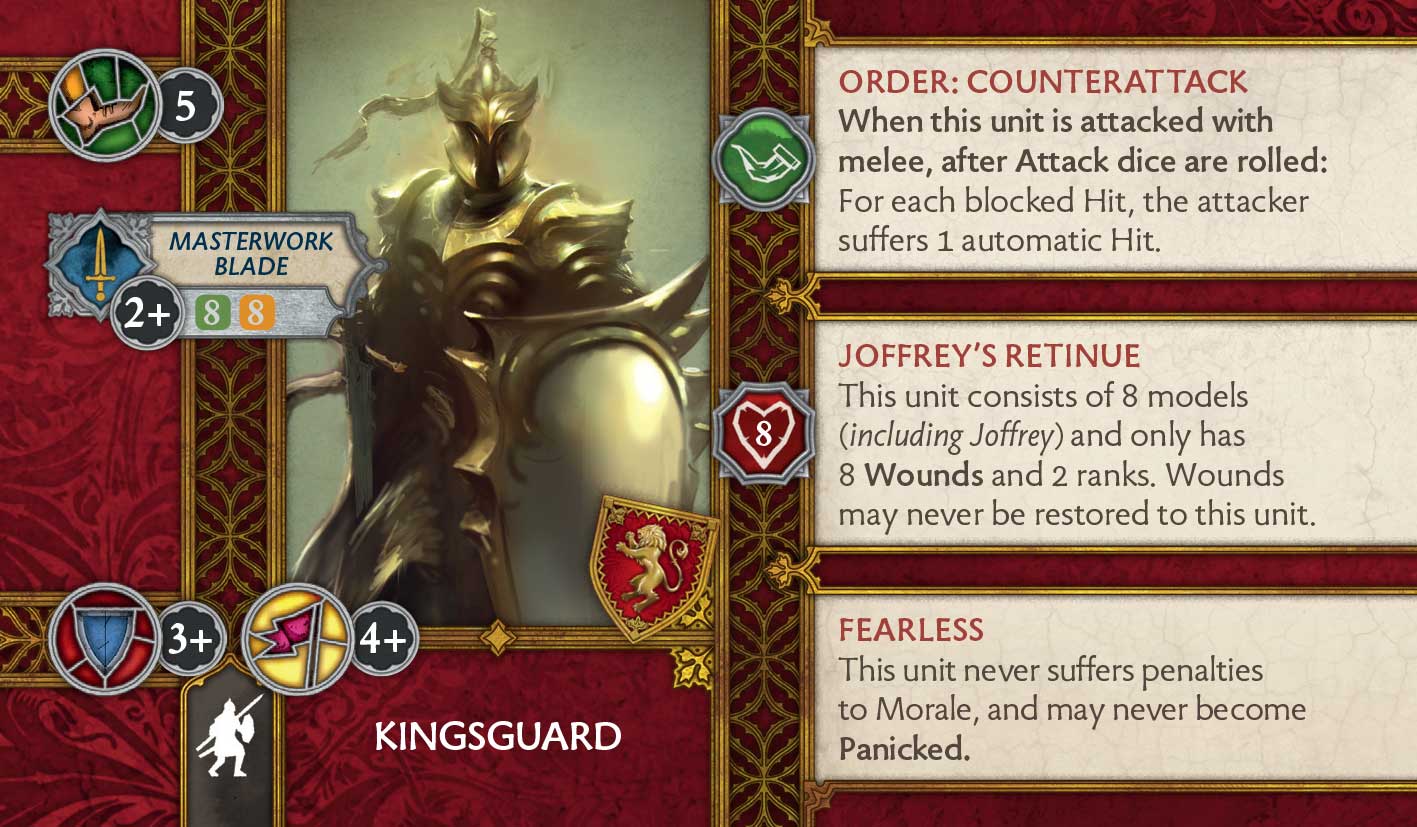 5
MASTERWORK
BLADE
2+ 8 8
3+ 4+
KINGSGUARD
ORDER: COUNTERATTACK
When this unit is attacked with
melee, after Attack dice are rolled:
For each blocked Hit, the attacker
suffers 1 automatic Hit.
8
JOFFREY'S RETINUE
This unit consists of 8 models
(including Joffrey) and only has
8 Wounds and 2 ranks. Wounds
may never be restored to this unit.
FEARLESS
This unit never suffers penalties
to Morale, and may never become
Panicked.